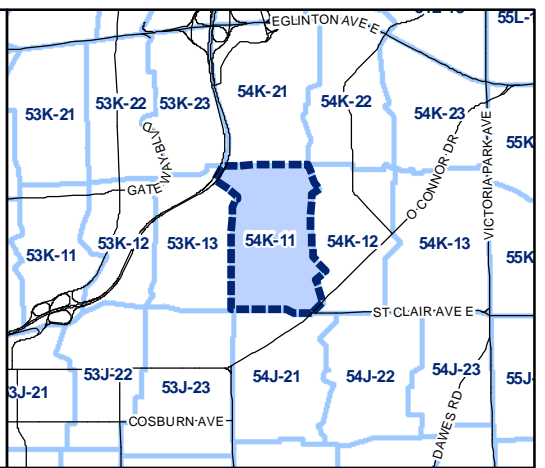 EGLINTON AVE E
55L-1
53K-21
53K-22
53K-23
54K-21
54K-22
54K-23
55K
GATEWAY BLVD
O CONNOR DR
VICTORIA PARK AVE
53K-11
53K-12
53K-13
54K-11
54K-12
54K-13
55K
ST CLAIR AVE E
3J-21
53J-22
53J-23
54J-21
54J-22
54J-23
55J-
COSBURN AVE
DAWES RD